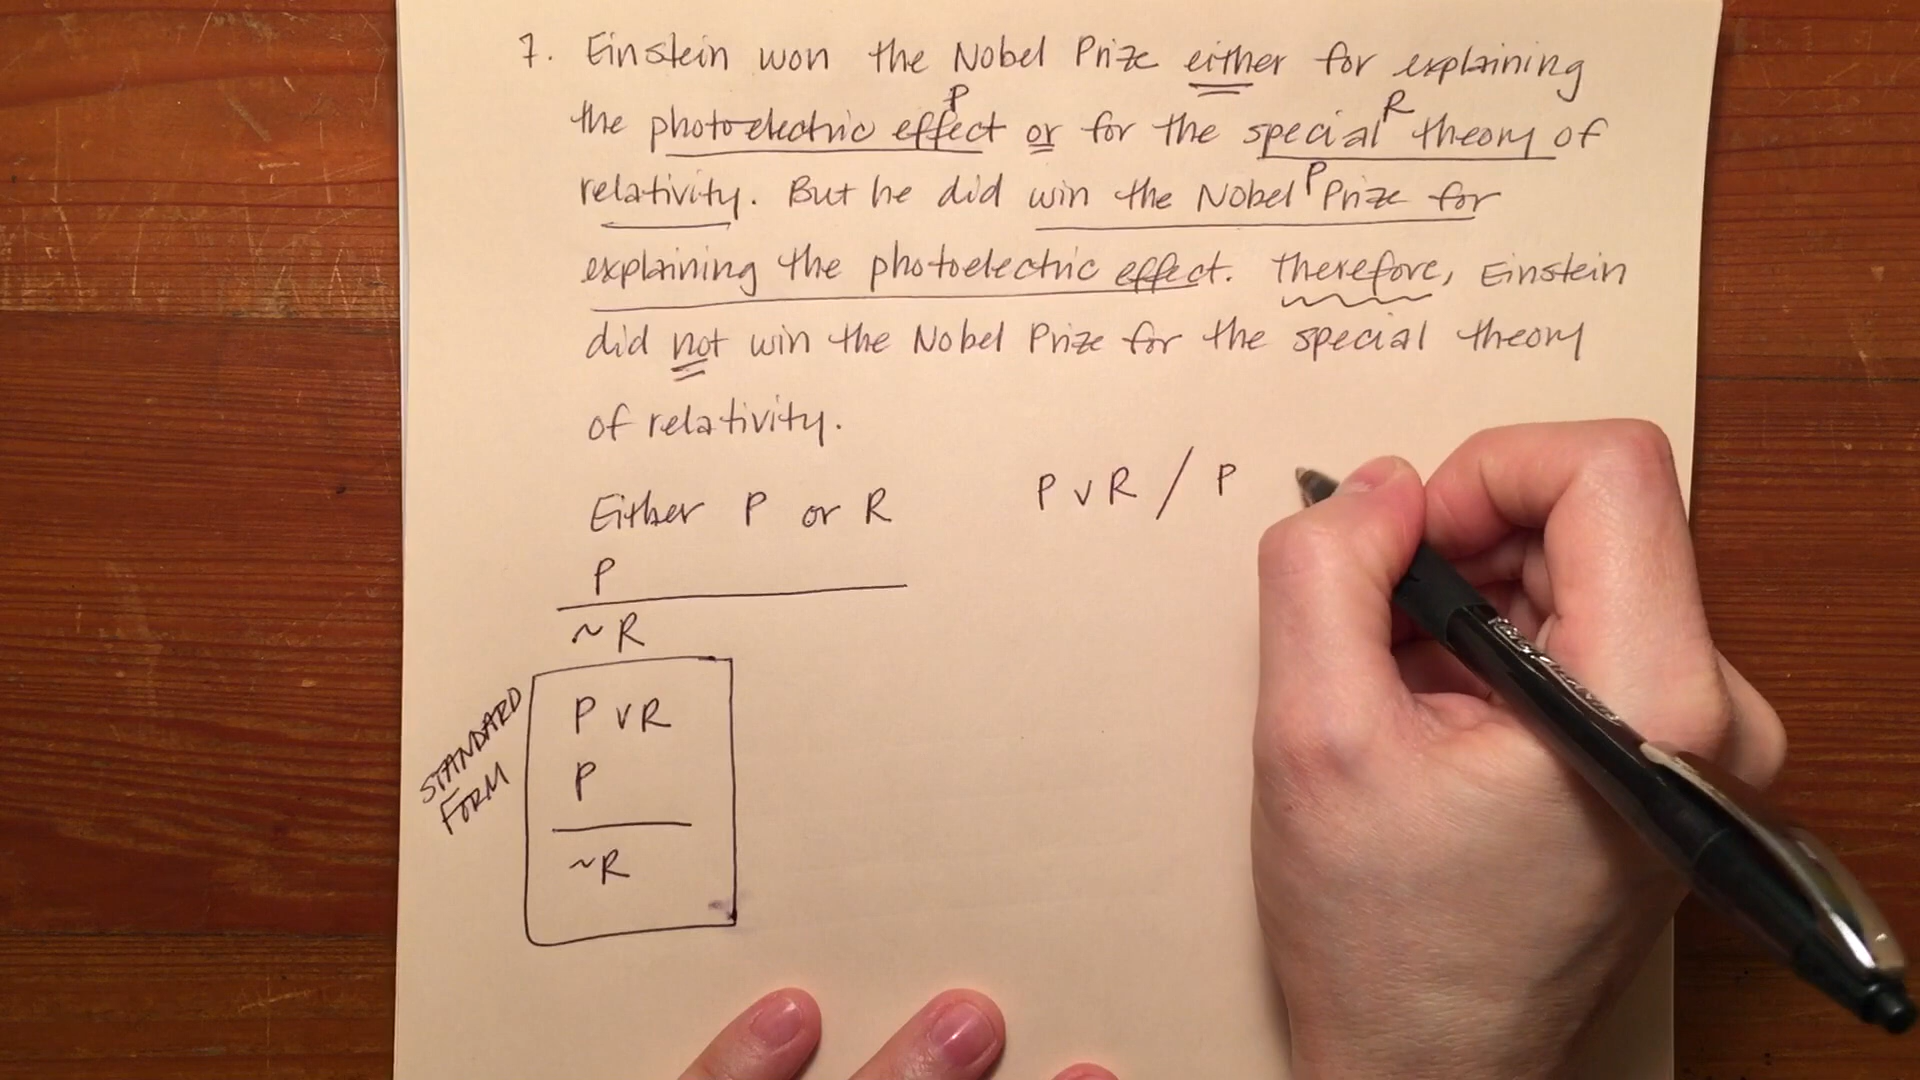 7. Einstein won the Nobel Prize either for explaining
P R
the photoelectric effect or for the special theory of
P
relativity. But he did win the Nobel Prize for
explaining the photoelectric effect. Therefore, Einstein
did not win the Nobel Prize for the special theory
of relativity.
Either P or R
P
~R
P v R / P
STANDARD
FORM
P v R
P
~R